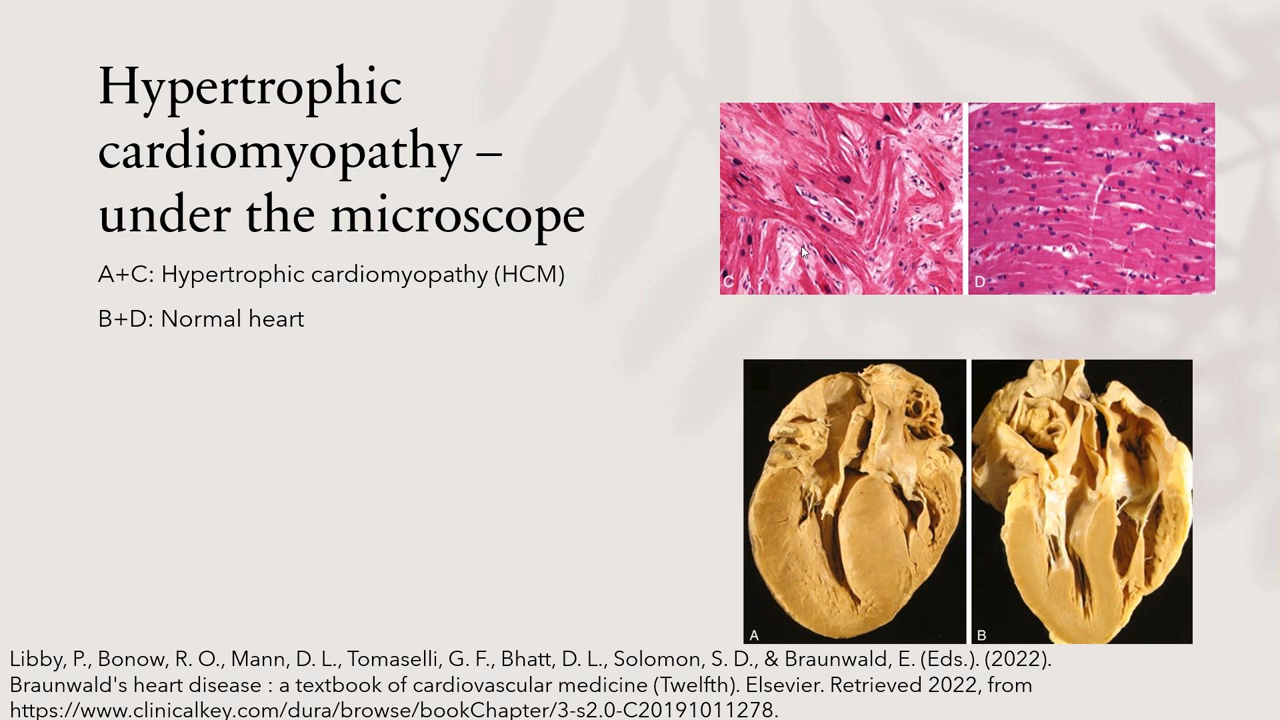 Hypertrophic
cardiomyopathy –
under the microscope
A+C: Hypertrophic cardiomyopathy (HCM)
B+D: Normal heart
C
D
A
B
Libby, P., Bonow, R. O., Mann, D. L., Tomaselli, G. F., Bhatt, D. L., Solomon, S. D., & Braunwald, E. (Eds.). (2022).
Braunwald's heart disease : a textbook of cardiovascular medicine (Twelfth). Elsevier. Retrieved 2022, from
https://www.clinicalkey.com/dura/browse/bookChapter/3-s2.0-C20191011278.